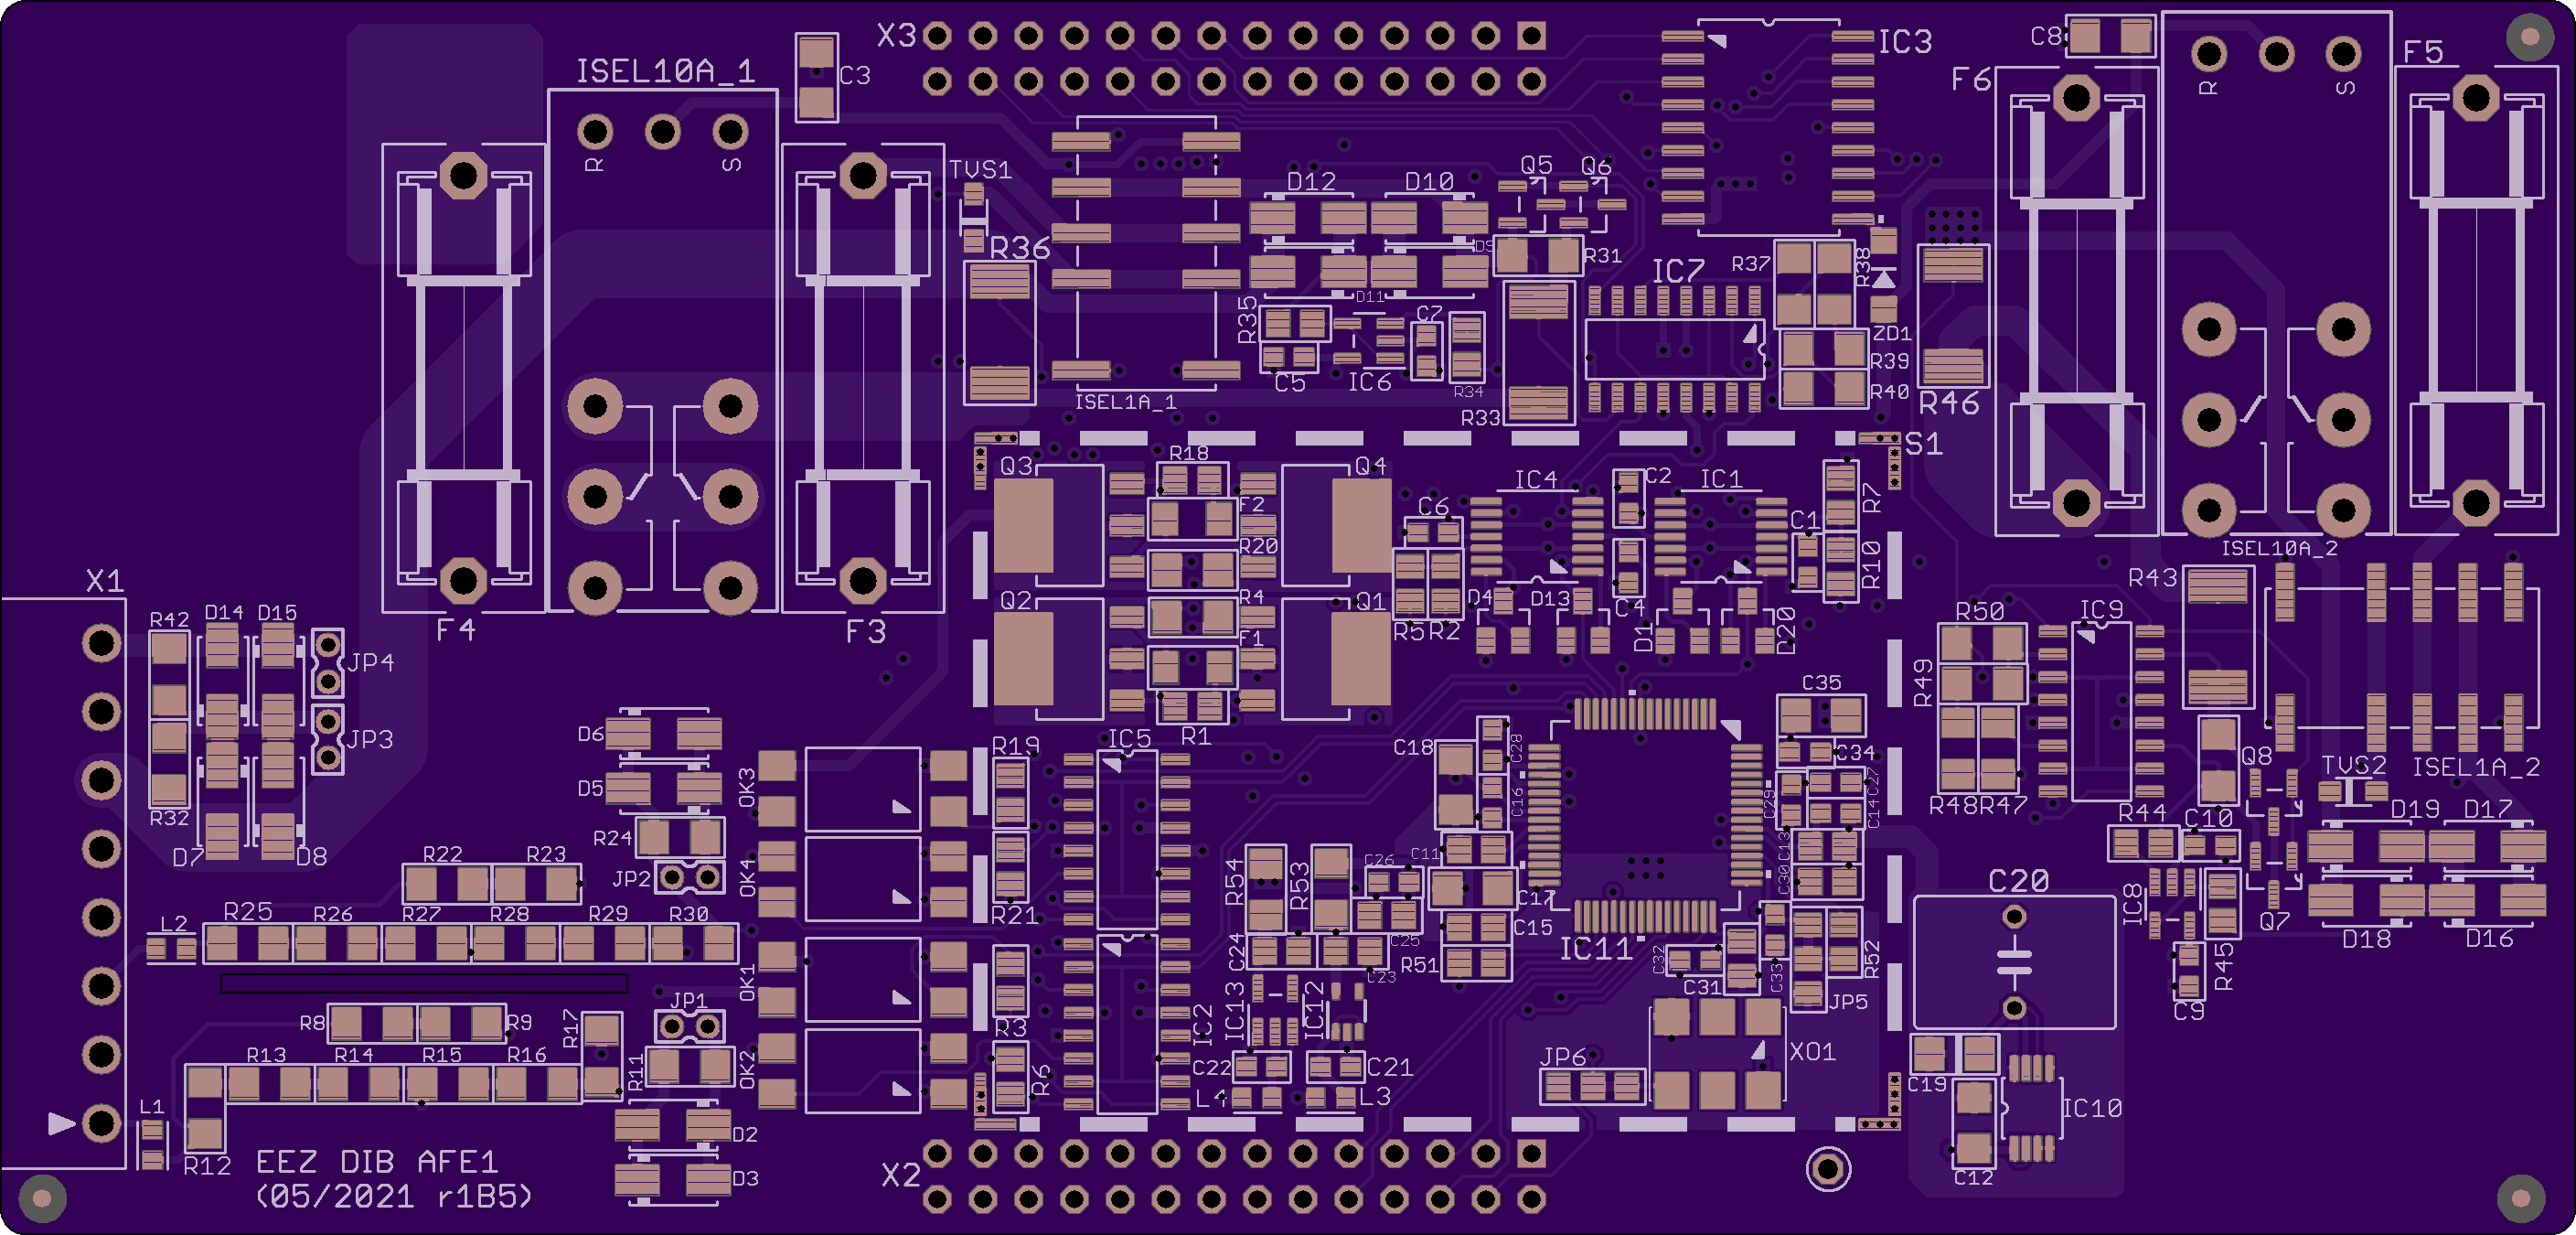 X3
IC3
C8
F5
ISEL10A_1
C3
F6
R
S
R
S
TVS1
Q5
Q6
D12
D10
R36
D9
R31
R37
R38
IC7
D11
R35
C7
ZD1
R39
C5
IC6
R34
R40
ISEL1A_1
R33
R46
S1
Q3
R18
Q4
IC4
C2
IC1
R7
F2
C6
C1
R20
R10
ISEL10A_2
X1
R43
Q2
R4
Q1
D4
D13
C4
R42
D14
D15
F4
F3
F1
R5
R2
D1
D20
R50
IC9
JP4
R49
C35
D6
R1
JP3
IC5
R19
C18
C28
C34
Q8
D5
OK3
C16
C29
C27
C14
TVS2
ISEL1A_2
R48
R47
R44
C10
D19
D17
R32
R24
D7
D8
R22
R23
JP2
OK4
R54
R53
C26
C11
C13
C30
C20
C17
L2
R25
R26
R27
R28
R29
R30
R21
C24
C25
C15
IC8
Q7
IC11
C32
R52
D18
D16
C23
R51
C31
C33
JP5
R45
OK1
JP1
IC13
IC12
C9
R8
R9
R17
R3
IC2
R13
R14
R15
R16
R11
OK2
R6
C22
C21
JP6
XO1
C19
L1
L4
L3
IC10
D2
R12
EEZ DIB AFE1
X2
D3
C12
(05/2021 r1B5)